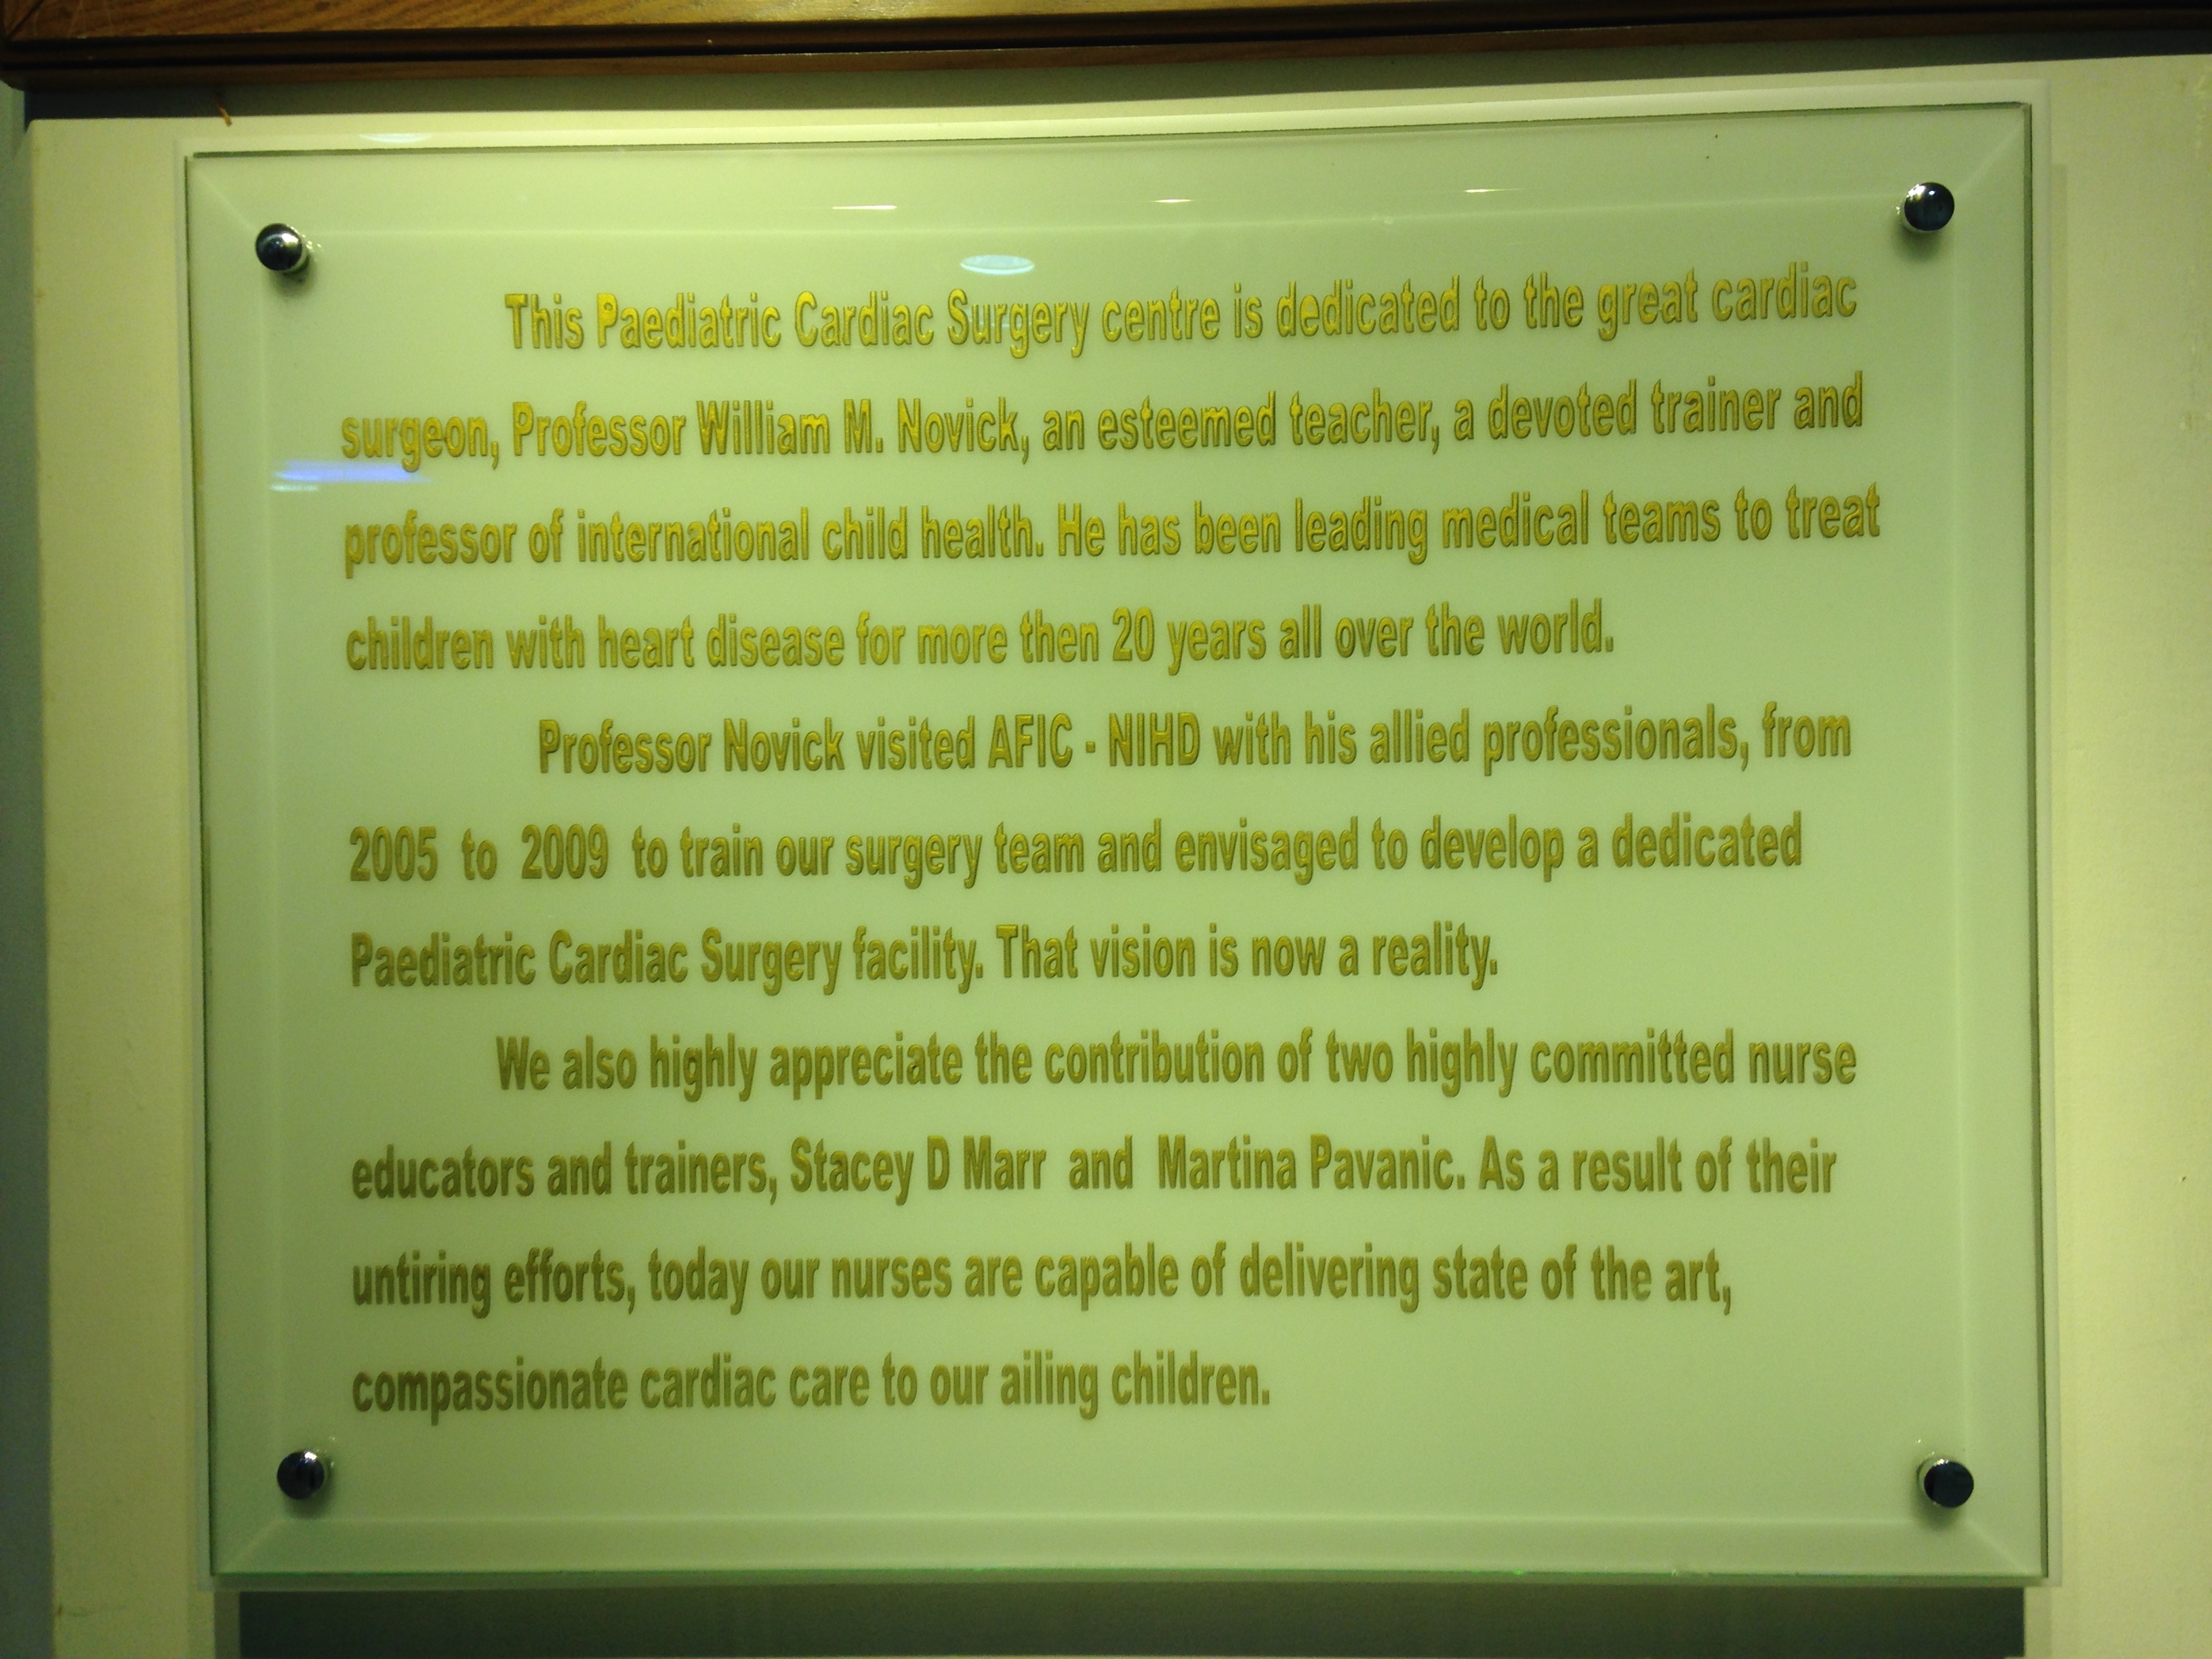 This Paediatric Cardiac Surgery centre is dedicated to the great cardiac
surgeon, Professor William M. Novick, an esteemed teacher, a devoted trainer and
professor of international child health. He has been leading medical teams to treat
children with heart disease for more then 20 years all over the world.
Professor Novick visited AFIC - NIHD with his allied professionals, from
2005 to 2009 to train our surgery team and envisaged to develop a dedicated
Paediatric Cardiac Surgery facility. That vision is now a reality.
We also highly appreciate the contribution of two highly committed nurse
educators and trainers, Stacey D Marr and Martina Pavanic. As a result of their
untiring efforts, today our nurses are capable of delivering state of the art,
compassionate cardiac care to our ailing children.